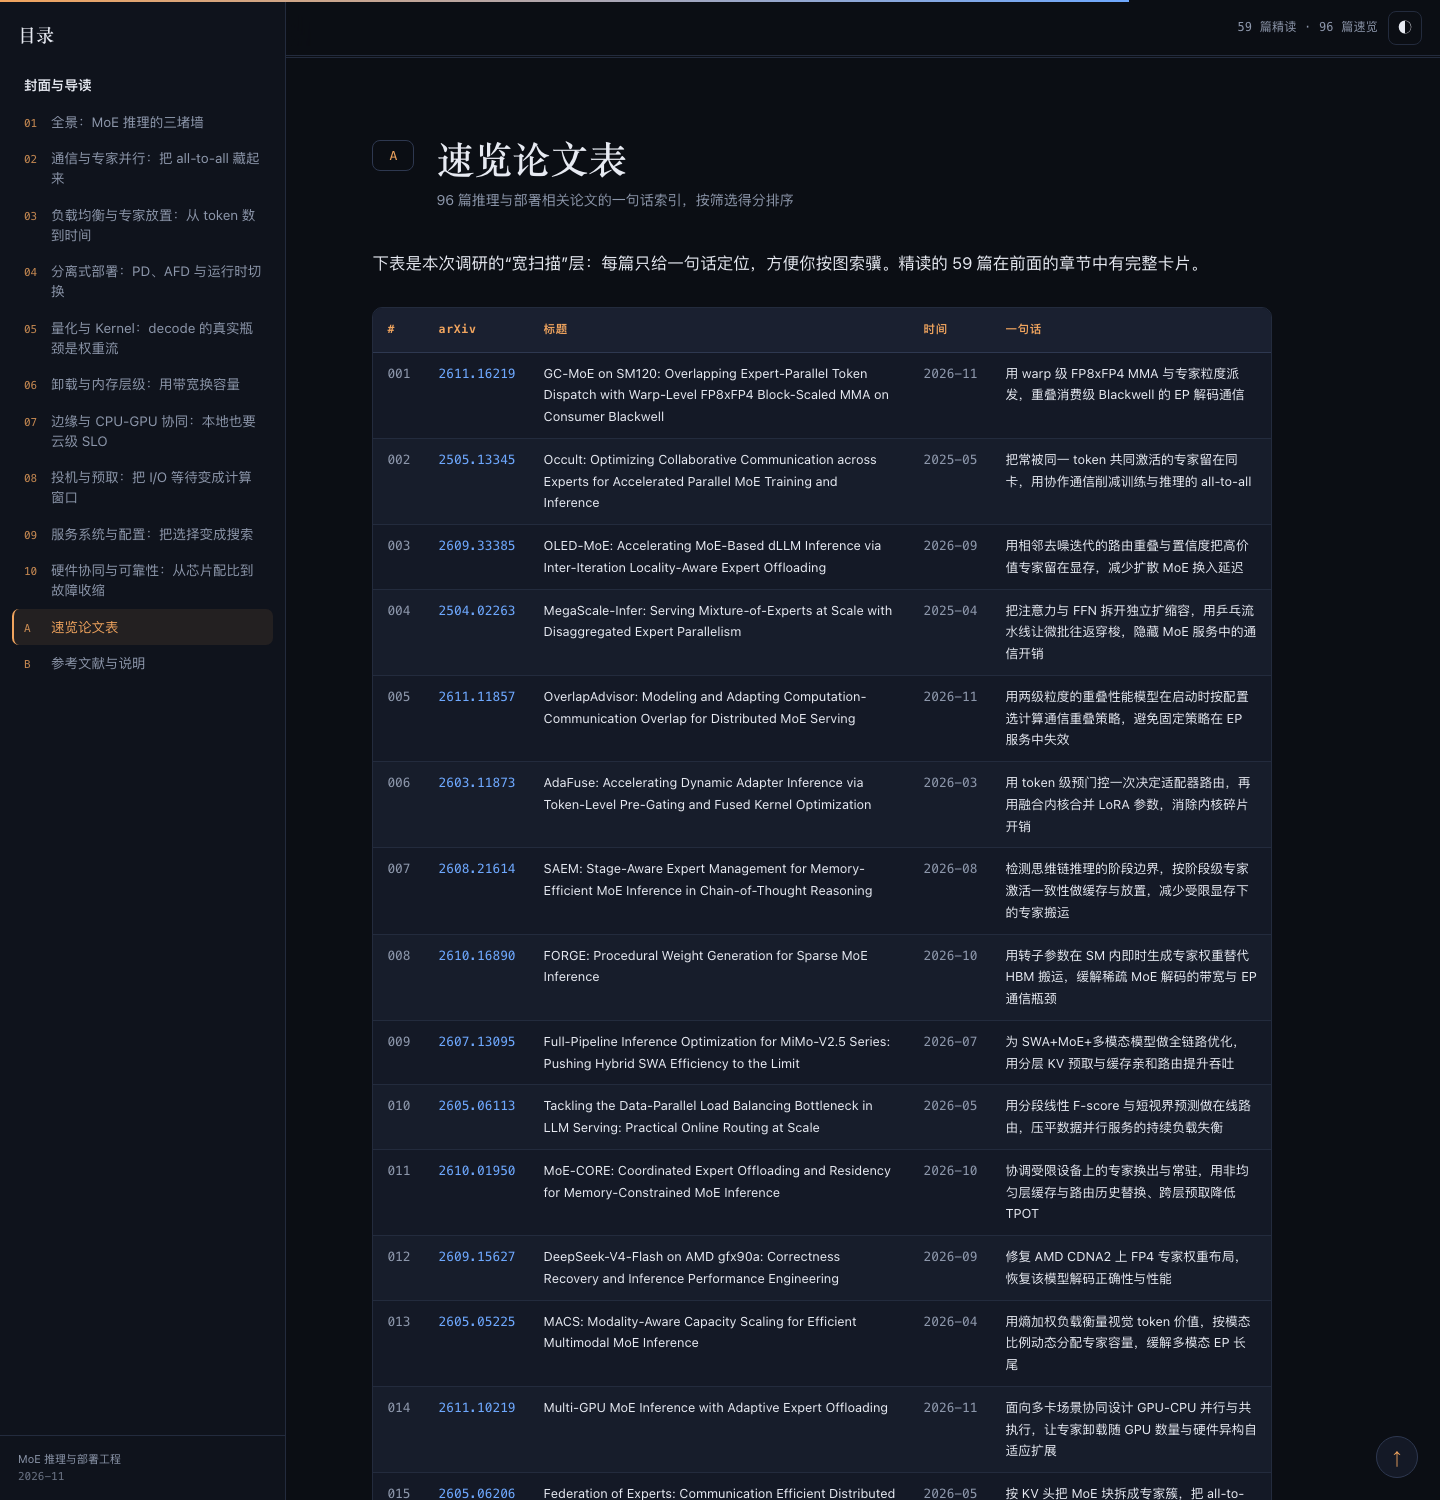 目录
封面与导读
01 全景：MoE 推理的三堵墙
02 通信与专家并行：把 all-to-all 藏起
来
03 负载均衡与专家放置：从 token 数
到时间
04 分离式部署：PD、AFD 与运行时切
换
05 量化与 Kernel：decode 的真实瓶
颈是权重流
06 卸载与内存层级：用带宽换容量
07 边缘与 CPU-GPU 协同：本地也要
云级 SLO
08 投机与预取：把 I/O 等待变成计算
窗口
09 服务系统与配置：把选择变成搜索
10 硬件协同与可靠性：从芯片配比到
故障收缩
A 速览论文表
B 参考文献与说明
MoE 推理与部署工程
2026-11
59 篇精读 · 96 篇速览
A 速览论文表
96 篇推理与部署相关论文的一句话索引，按筛选得分排序
下表是本次调研的“宽扫描”层：每篇只给一句话定位，方便你按图索骥。精读的 59 篇在前面的章节中有完整卡片。
# arXiv 标题 时间 一句话
001 2611.16219 GC-MoE on SM120: Overlapping Expert-Parallel Token 2026-11 用 warp 级 FP8xFP4 MMA 与专家粒度派
Dispatch with Warp-Level FP8xFP4 Block-Scaled MMA on 发，重叠消费级 Blackwell 的 EP 解码通信
Consumer Blackwell
002 2505.13345 Occult: Optimizing Collaborative Communication across 2025-05 把常被同一 token 共同激活的专家留在同
Experts for Accelerated Parallel MoE Training and 卡，用协作通信削减训练与推理的 all-to-all
Inference
003 2609.33385 OLED-MoE: Accelerating MoE-Based dLLM Inference via 2026-09 用相邻去噪迭代的路由重叠与置信度把高价
Inter-Iteration Locality-Aware Expert Offloading 值专家留在显存，减少扩散 MoE 换入延迟
004 2504.02263 MegaScale-Infer: Serving Mixture-of-Experts at Scale with 2025-04 把注意力与 FFN 拆开独立扩缩容，用乒乓流
Disaggregated Expert Parallelism 水线让微批往返穿梭，隐藏 MoE 服务中的通
信开销
005 2611.11857 OverlapAdvisor: Modeling and Adapting Computation- 2026-11 用两级粒度的重叠性能模型在启动时按配置
Communication Overlap for Distributed MoE Serving 选计算通信重叠策略，避免固定策略在 EP
服务中失效
006 2603.11873 AdaFuse: Accelerating Dynamic Adapter Inference via 2026-03 用 token 级预门控一次决定适配器路由，再
Token-Level Pre-Gating and Fused Kernel Optimization 用融合内核合并 LoRA 参数，消除内核碎片
开销
007 2608.21614 SAEM: Stage-Aware Expert Management for Memory- 2026-08 检测思维链推理的阶段边界，按阶段级专家
Efficient MoE Inference in Chain-of-Thought Reasoning 激活一致性做缓存与放置，减少受限显存下
的专家搬运
008 2610.16890 FORGE: Procedural Weight Generation for Sparse MoE 2026-10 用转子参数在 SM 内即时生成专家权重替代
Inference HBM 搬运，缓解稀疏 MoE 解码的带宽与 EP
通信瓶颈
009 2607.13095 Full-Pipeline Inference Optimization for MiMo-V2.5 Series: 2026-07 为 SWA+MoE+多模态模型做全链路优化，
Pushing Hybrid SWA Efficiency to the Limit 用分层 KV 预取与缓存亲和路由提升吞吐
010 2605.06113 Tackling the Data-Parallel Load Balancing Bottleneck in 2026-05 用分段线性 F-score 与短视界预测做在线路
LLM Serving: Practical Online Routing at Scale 由，压平数据并行服务的持续负载失衡
011 2610.01950 MoE-CORE: Coordinated Expert Offloading and Residency 2026-10 协调受限设备上的专家换出与常驻，用非均
for Memory-Constrained MoE Inference 匀层缓存与路由历史替换、跨层预取降低
TPOT
012 2609.15627 DeepSeek-V4-Flash on AMD gfx90a: Correctness 2026-09 修复 AMD CDNA2 上 FP4 专家权重布局，
Recovery and Inference Performance Engineering 恢复该模型解码正确性与性能
013 2605.05225 MACS: Modality-Aware Capacity Scaling for Efficient 2026-04 用熵加权负载衡量视觉 token 价值，按模态
Multimodal MoE Inference 比例动态分配专家容量，缓解多模态 EP 长
尾
014 2611.10219 Multi-GPU MoE Inference with Adaptive Expert Offloading 2026-11 面向多卡场景协同设计 GPU-CPU 并行与共
执行，让专家卸载随 GPU 数量与硬件异构自
适应扩展
015 2605.06206 Federation of Experts: Communication Efficient Distributed 2026-05 按 KV 头把 MoE 块拆成专家簇，把 all-to-
↑